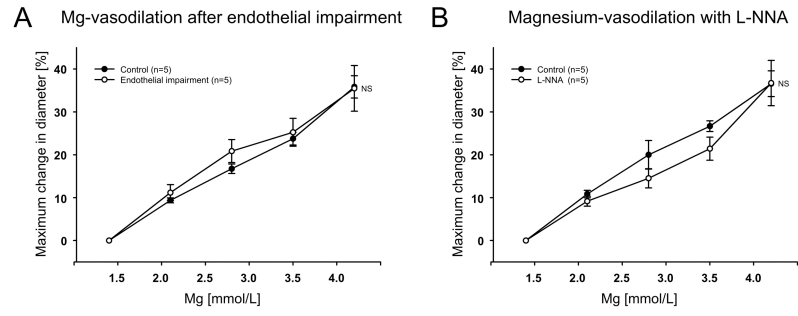 A
Mg-vasodilation after endothelial impairment
Maximum change in diameter [%]
40
30
20
10
0
Control (n=5)
Endothelial impairment (n=5)
NS
1.5
2.0
2.5
3.0
3.5
4.0
Mg [mmol/L]
B
Magnesium-vasodilation with L-NNA
Maximum change in diameter [%]
40
30
20
10
0
Control (n=5)
L-NNA (n=5)
NS
1.5
2.0
2.5
3.0
3.5
4.0
Mg [mmol/L]